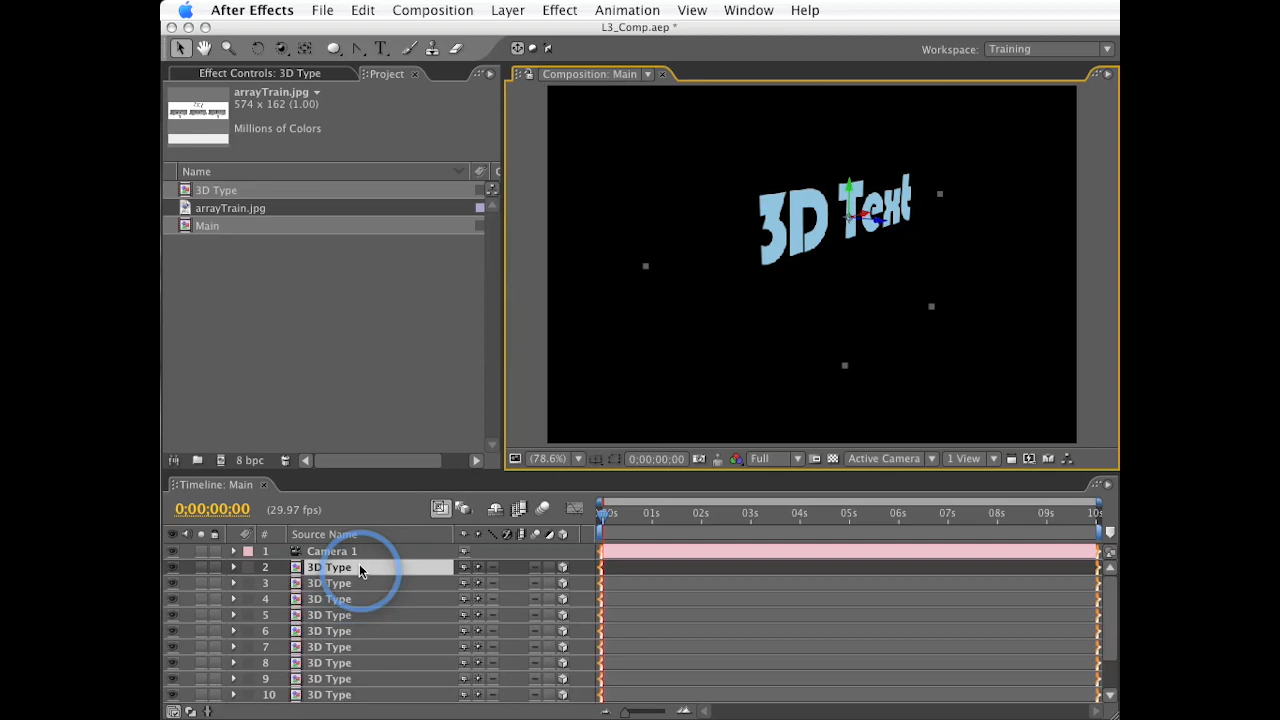 After Effects File Edit Composition Layer Effect Animation View Window Help
L3_Comp.aep *
Workspace: Training
Effect Controls: 3D Type Project
Composition: Main
arrayTrain.jpg
574 x 162 (1.00)
Millions of Colors
Name
3D Type
arrayTrain.jpg
Main
3D Text
8 bpc
(78.6%) 0;00;00;00 Full Active Camera 1 View
Timeline: Main
0;00;00;00 (29.97 fps)
00s 01s 02s 03s 04s 05s 06s 07s 08s 09s 10s
# Source Name
1 Camera 1
2 3D Type
3 3D Type
4 3D Type
5 3D Type
6 3D Type
7 3D Type
8 3D Type
9 3D Type
10 3D Type